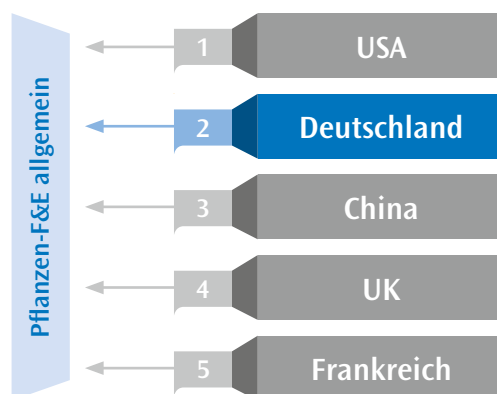 Pflanzen-F&E allgemein
1 USA
2 Deutschland
3 China
4 UK
5 Frankreich